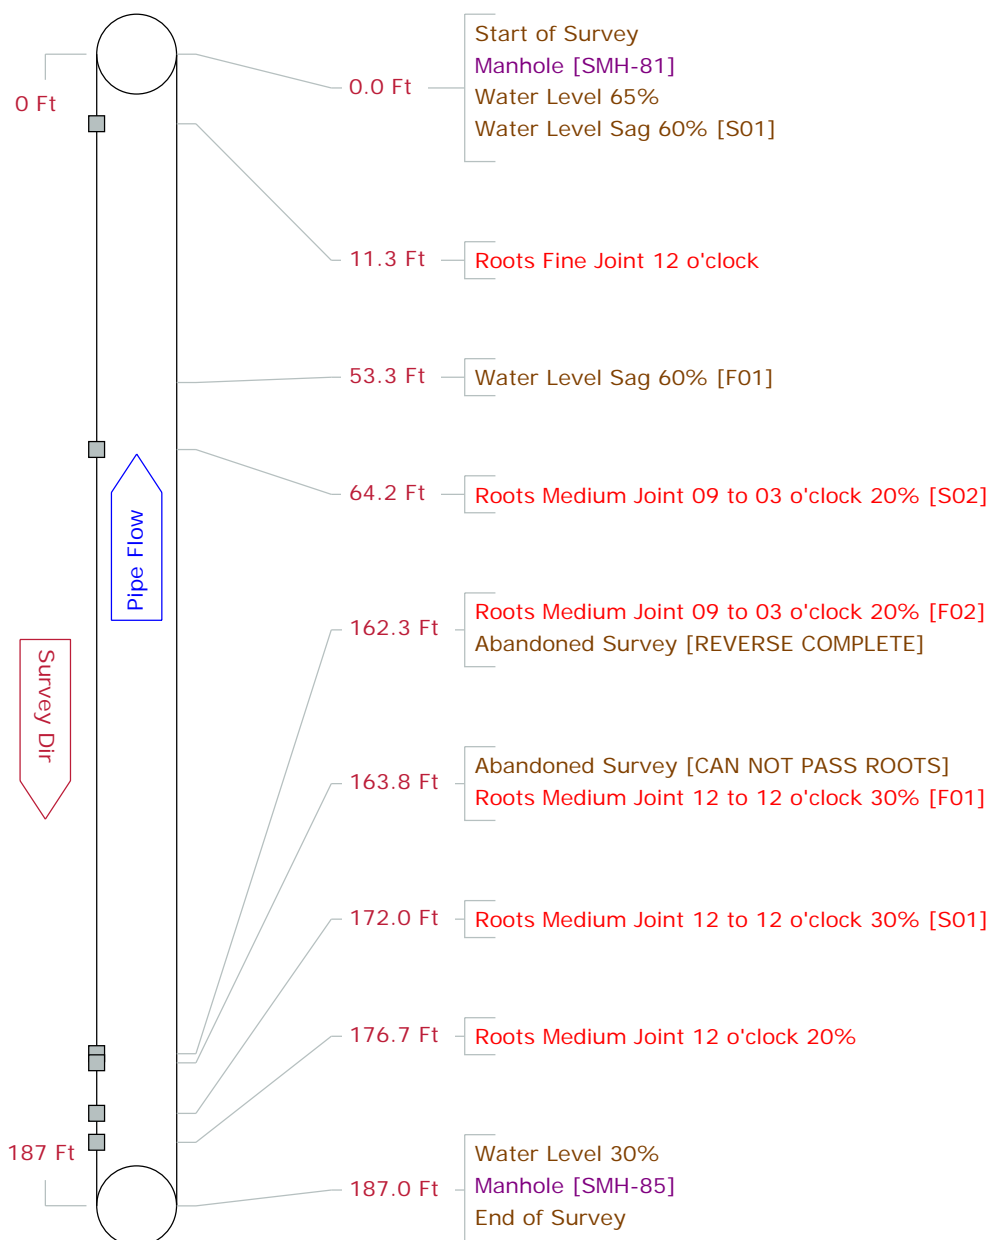 Start of Survey
Manhole [SMH-81]
0.0 Ft
Water Level 65%
0 Ft
Water Level Sag 60% [S01]
11.3 Ft
Roots Fine Joint 12 o'clock
53.3 Ft
Water Level Sag 60% [F01]
64.2 Ft
Roots Medium Joint 09 to 03 o'clock 20% [S02]
Pipe Flow
162.3 Ft
Roots Medium Joint 09 to 03 o'clock 20% [F02]
Abandoned Survey [REVERSE COMPLETE]
Survey Dir
163.8 Ft
Abandoned Survey [CAN NOT PASS ROOTS]
Roots Medium Joint 12 to 12 o'clock 30% [F01]
172.0 Ft
Roots Medium Joint 12 to 12 o'clock 30% [S01]
176.7 Ft
Roots Medium Joint 12 o'clock 20%
187 Ft
187.0 Ft
Water Level 30%
Manhole [SMH-85]
End of Survey